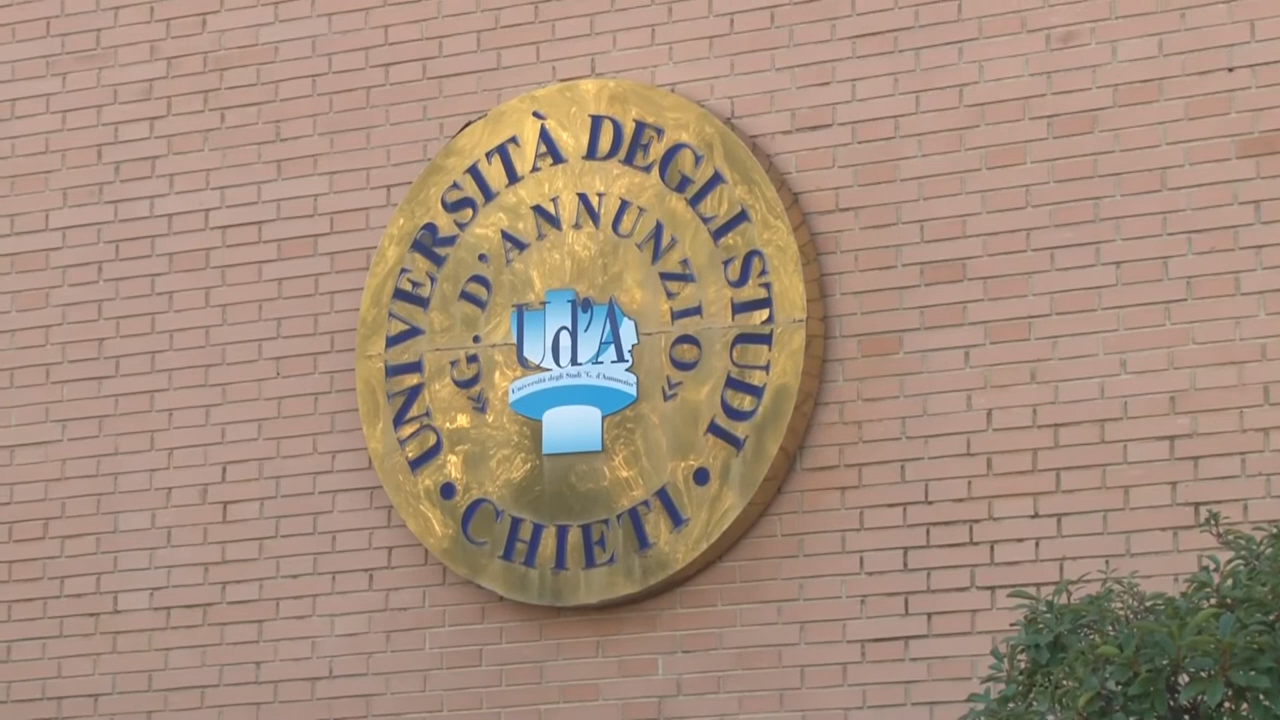 UNIVERSITÀ DEGLI STUDI
«G. D'ANNUNZIO»
Ud'A
Università degli Studi "G. d'Annunzio"
• CHIETI •